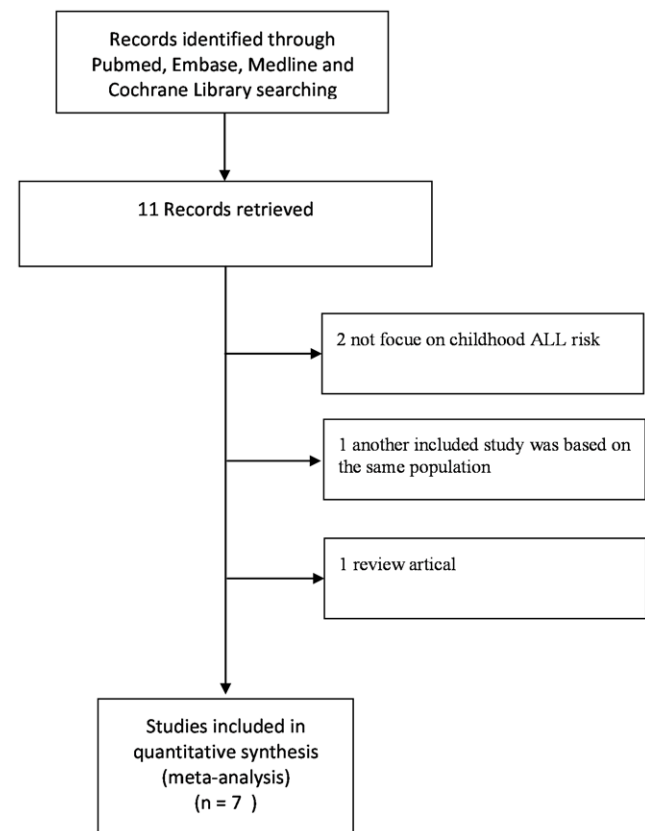 Records identified through
Pubmed, Embase, Medline and
Cochrane Library searching
11 Records retrieved
2 not focus on childhood ALL risk
1 another included study was based on
the same population
1 review artical
Studies included in
quantitative synthesis
(meta-analysis)
(n = 7 )